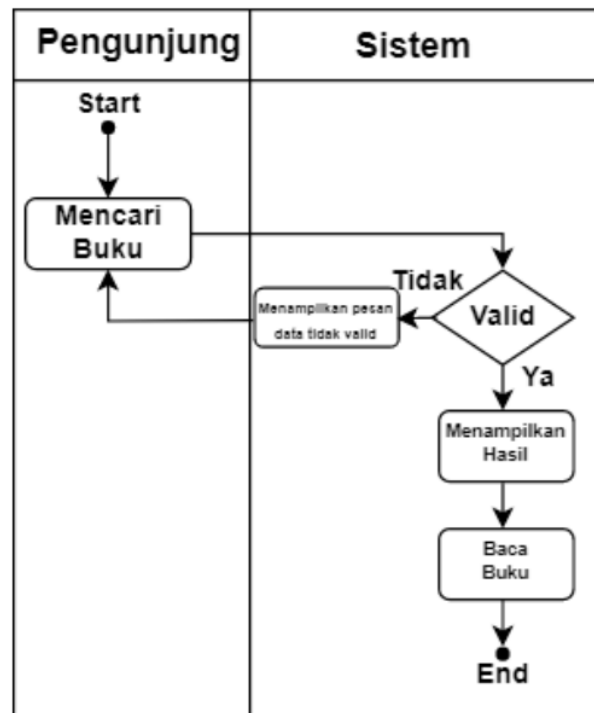 Pengunjung
Sistem
Start
Mencari
Buku
Tidak
Menampilkan pesan
data tidak valid
Valid
Ya
Menampilkan
Hasil
Baca
Buku
End